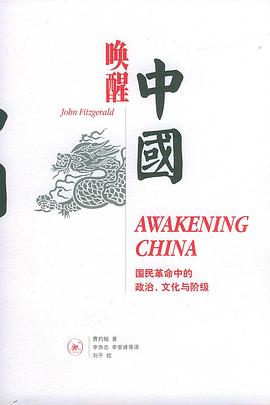 唤醒
中國
John Fitzgerald
AWAKENING
CHINA
国民革命中的
政治、文化与阶级
费约翰 著
李恭忠 李里峰等译
刘平 校